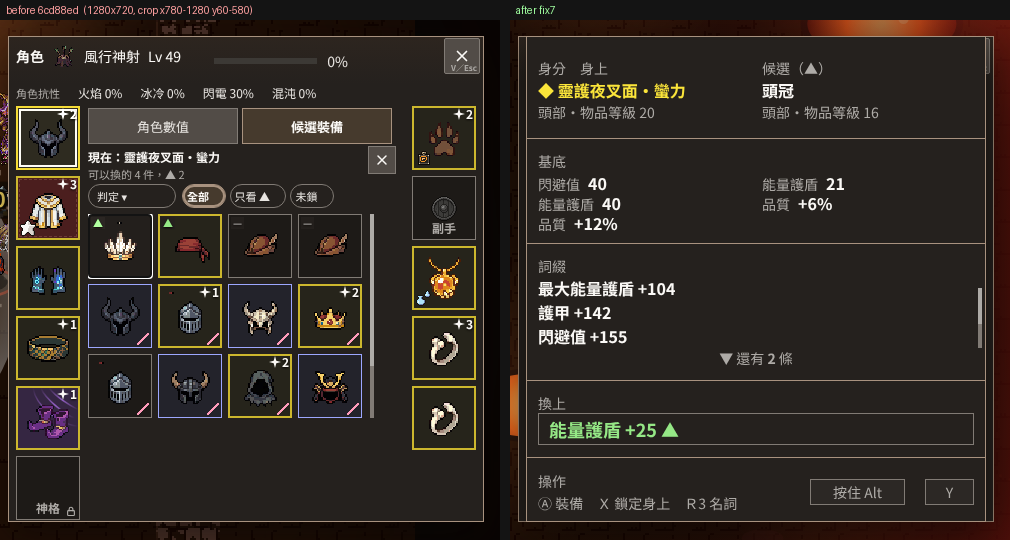 before 6cd88ed (1280x720, crop x780-1280 y60-580)
角色 風行神射 Lv 49 0%
V／Esc
角色抗性 火焰 0% 冰冷 0% 閃電 30% 混沌 0%
角色數值 候選裝備
現在：靈護夜叉面・蠻力
可以換的 4 件，▲ 2
判定 ▾ 全部 只看 ▲ 未鎖
+2
+3
+1
+1
+1
+2
+2
+2
副手
+3
神格
after fix7
身分 身上 候選（▲）
◆ 靈護夜叉面・蠻力 頭冠
頭部・物品等級 20 頭部・物品等級 16
基底
閃避值 40 能量護盾 21
能量護盾 40 品質 +6%
品質 +12%
詞綴
最大能量護盾 +104
護甲 +142
閃避值 +155
▼ 還有 2 條
換上
能量護盾 +25 ▲
操作
Ⓐ 裝備 X 鎖定身上 R3 名詞
按住 Alt Y